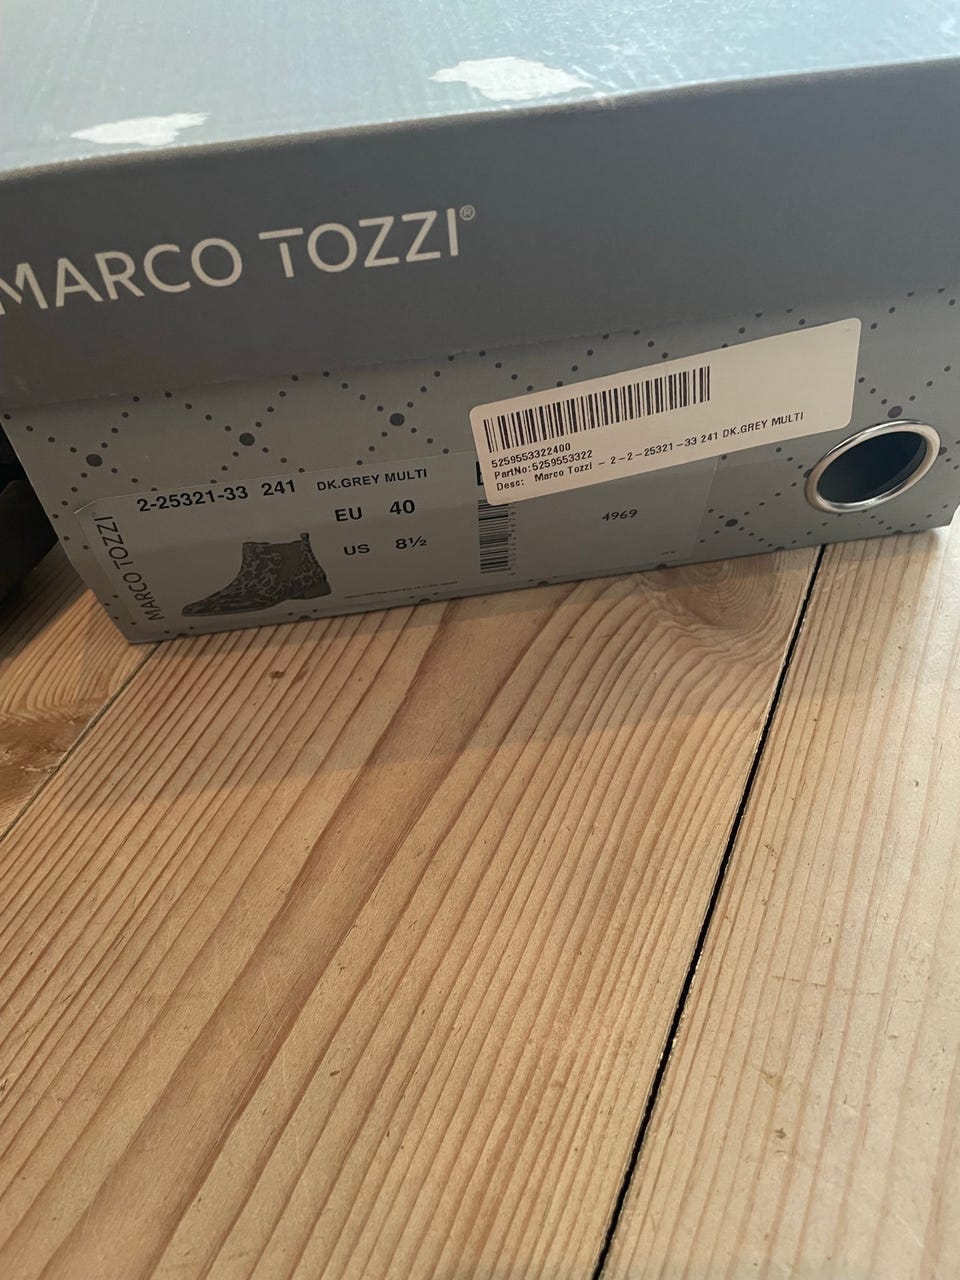 MARCO TOZZI®
5259553322400
PartNo:5259553322
Desc: Marco Tozzi - 2-2-25321-33 241 DK.GREY MULTI
2-25321-33 241 DK.GREY MULTI
EU 40
US 8½
4969
MARCO TOZZI